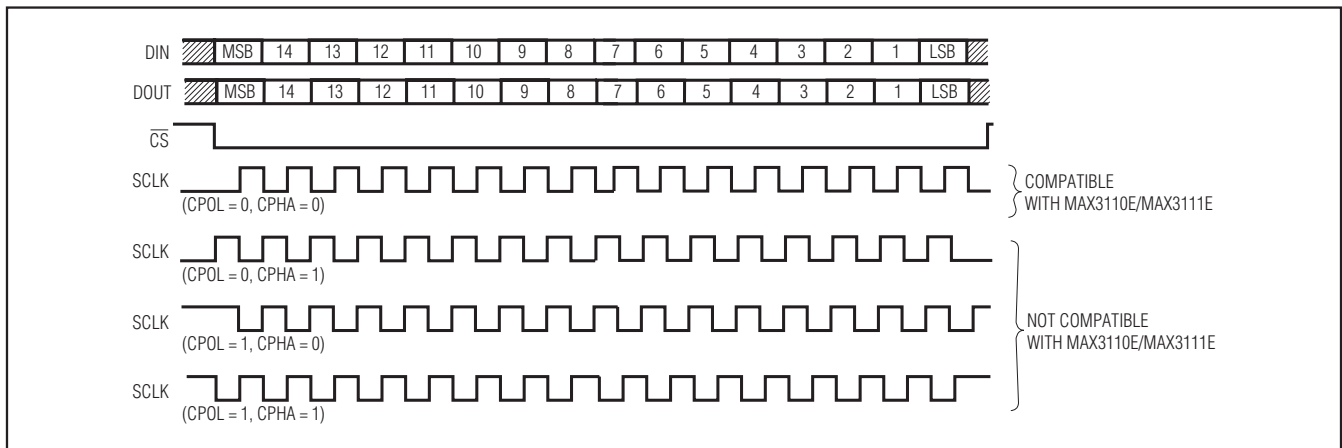 DIN MSB 14 13 12 11 10 9 8 7 6 5 4 3 2 1 LSB
DOUT MSB 14 13 12 11 10 9 8 7 6 5 4 3 2 1 LSB
C̅S̅
SCLK
(CPOL = 0, CPHA = 0)
COMPATIBLE
WITH MAX3110E/MAX3111E
SCLK
(CPOL = 0, CPHA = 1)
SCLK
(CPOL = 1, CPHA = 0)
NOT COMPATIBLE
WITH MAX3110E/MAX3111E
SCLK
(CPOL = 1, CPHA = 1)